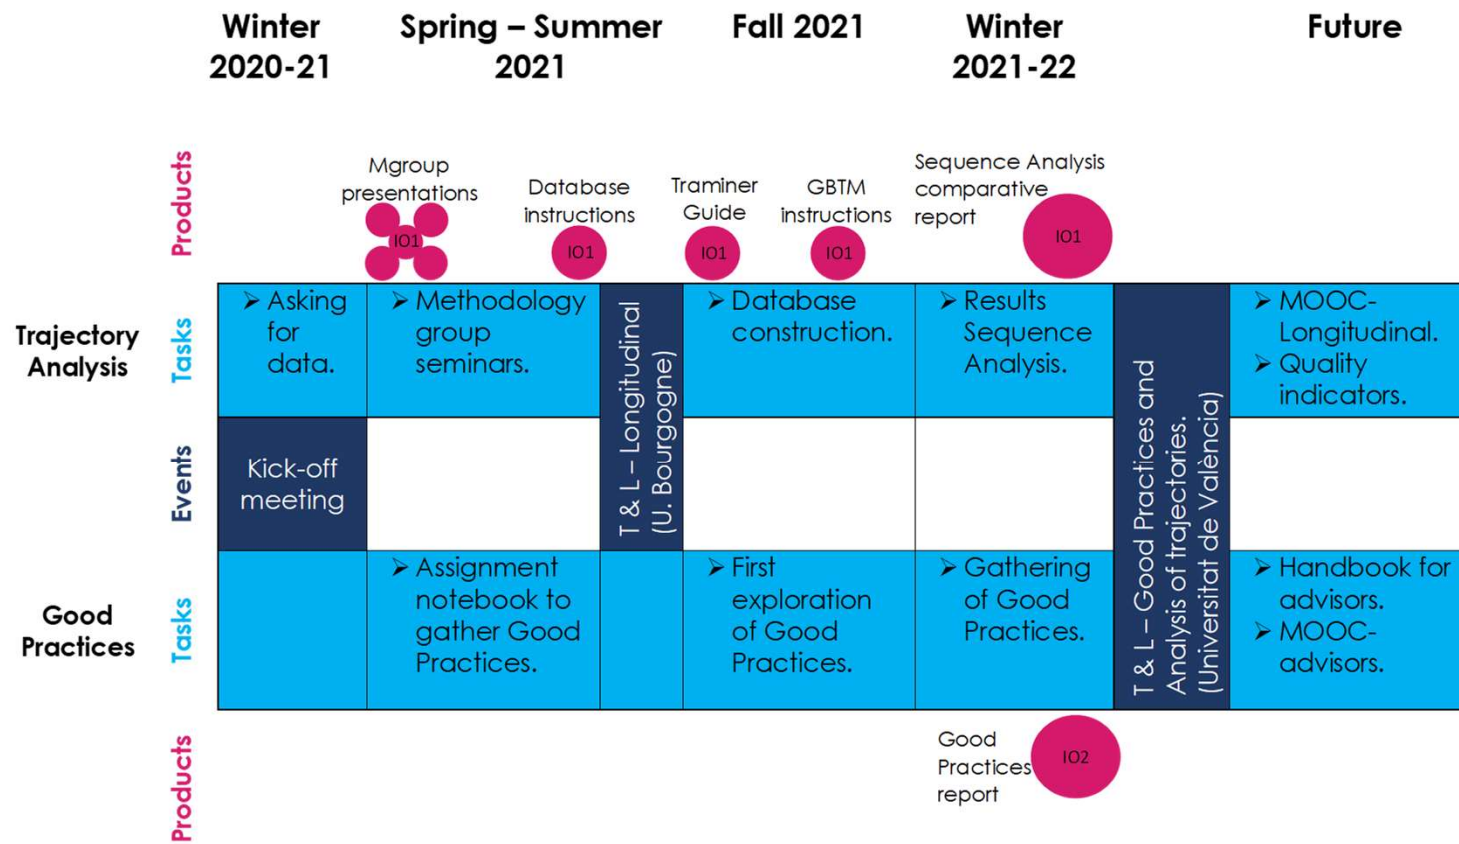 Winter
2020-21
Spring – Summer
2021
Fall 2021
Winter
2021-22
Future
Products
Mgroup
presentations
IO1
Database
instructions
IO1
Traminer
Guide
IO1
GBTM
instructions
IO1
Sequence Analysis
comparative
report
IO1
Trajectory
Analysis
Tasks
➢ Asking
for
data.
➢ Methodology
group
seminars.
T & L – Longitudinal
(U. Bourgogne)
➢ Database
construction.
➢ Results
Sequence
Analysis.
T & L – Good Practices and
Analysis of trajectories.
(Universitat de València)
➢ MOOC-
Longitudinal.
➢ Quality
indicators.
Events
Kick-off
meeting
Good
Practices
Tasks
➢ Assignment
notebook to
gather Good
Practices.
➢ First
exploration
of Good
Practices.
➢ Gathering
of Good
Practices.
➢ Handbook for
advisors.
➢ MOOC-
advisors.
Products
Good
Practices
report
IO2